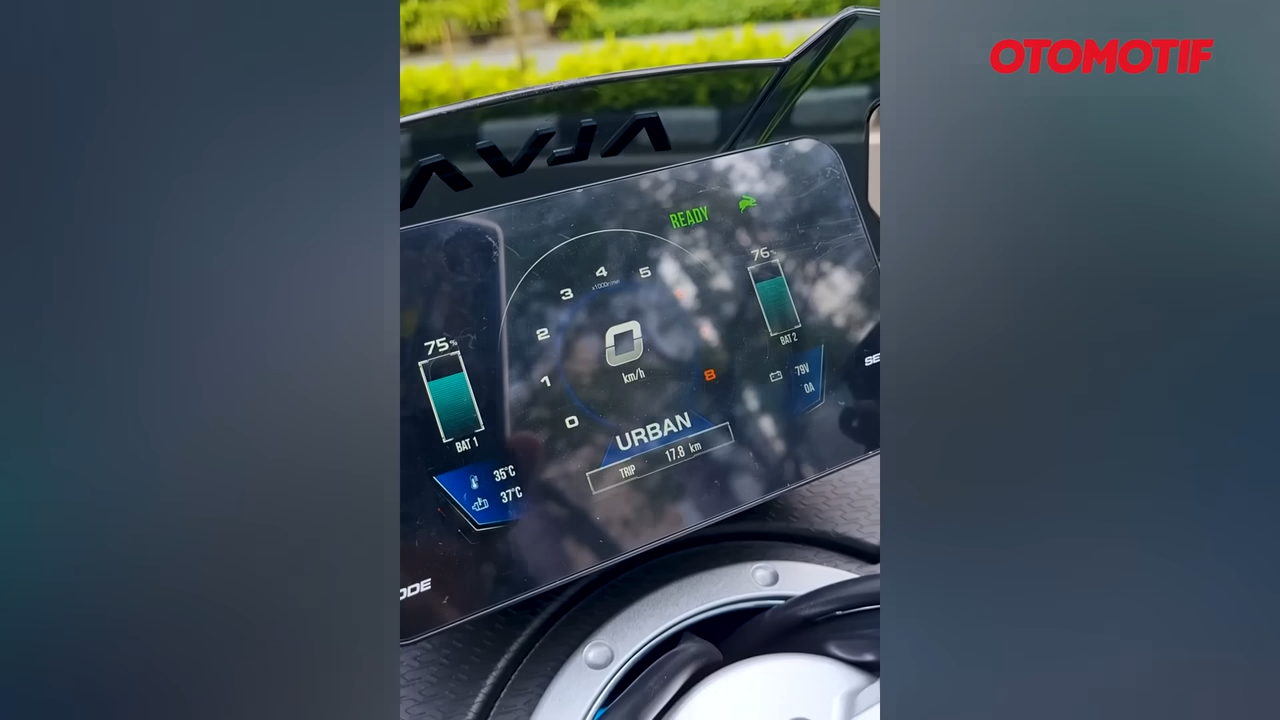 OTOMOTIF
READY
76%
BAT 2
79V
0A
SE
75%
BAT 1
35°C
37°C
0
1
2
3
4
5
8
x1000r/min
0
km/h
URBAN
TRIP 17.8 km
ODE